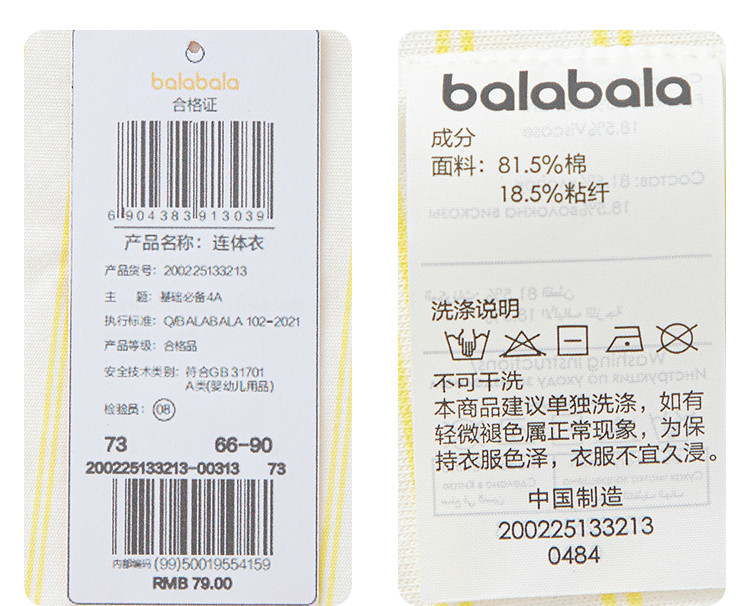 balabala
合格证
6 904383 913039
产品名称：连体衣
产品货号：200225133213
主 题：基础必备4A
执行标准：Q/BALABALA 102-2021
产品等级：合格品
安全技术类别：符合GB 31701
A类(婴幼儿用品)
检验员：08
73 66-90
200225133213-00313 73
内部编码 (99)50019554159
RMB 79.00
balabala
成分
面料：81.5%棉
18.5%粘纤
洗涤说明
不可干洗
本商品建议单独洗涤，如有
轻微褪色属正常现象，为保
持衣服色泽，衣服不宜久浸。
中国制造
200225133213
0484